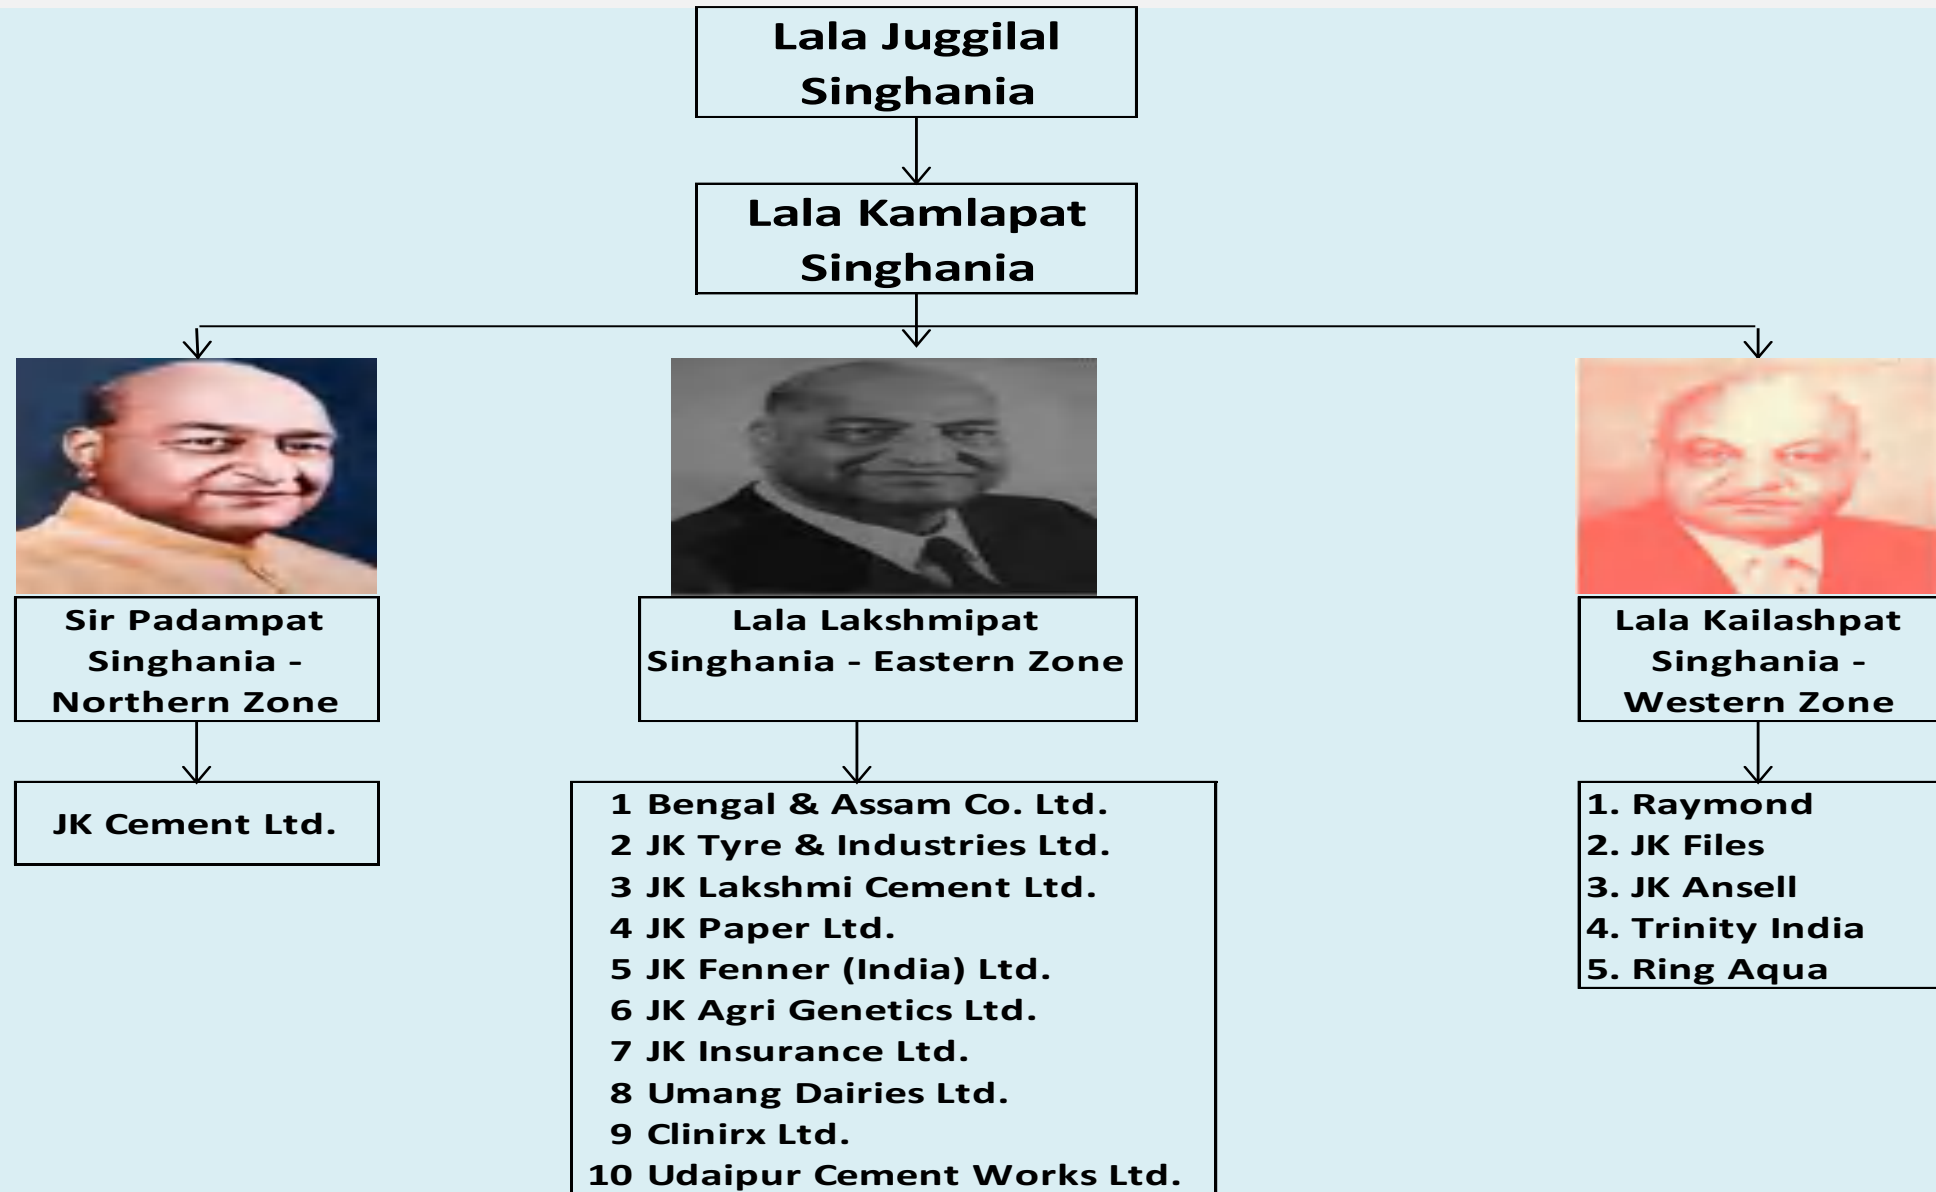 Lala Juggilal
Singhania
Lala Kamlapat
Singhania
Sir Padampat
Singhania -
Northern Zone
Lala Lakshmipat
Singhania - Eastern Zone
Lala Kailashpat
Singhania -
Western Zone
JK Cement Ltd.
1 Bengal & Assam Co. Ltd.
2 JK Tyre & Industries Ltd.
3 JK Lakshmi Cement Ltd.
4 JK Paper Ltd.
5 JK Fenner (India) Ltd.
6 JK Agri Genetics Ltd.
7 JK Insurance Ltd.
8 Umang Dairies Ltd.
9 Clinirx Ltd.
10 Udaipur Cement Works Ltd.
1. Raymond
2. JK Files
3. JK Ansell
4. Trinity India
5. Ring Aqua